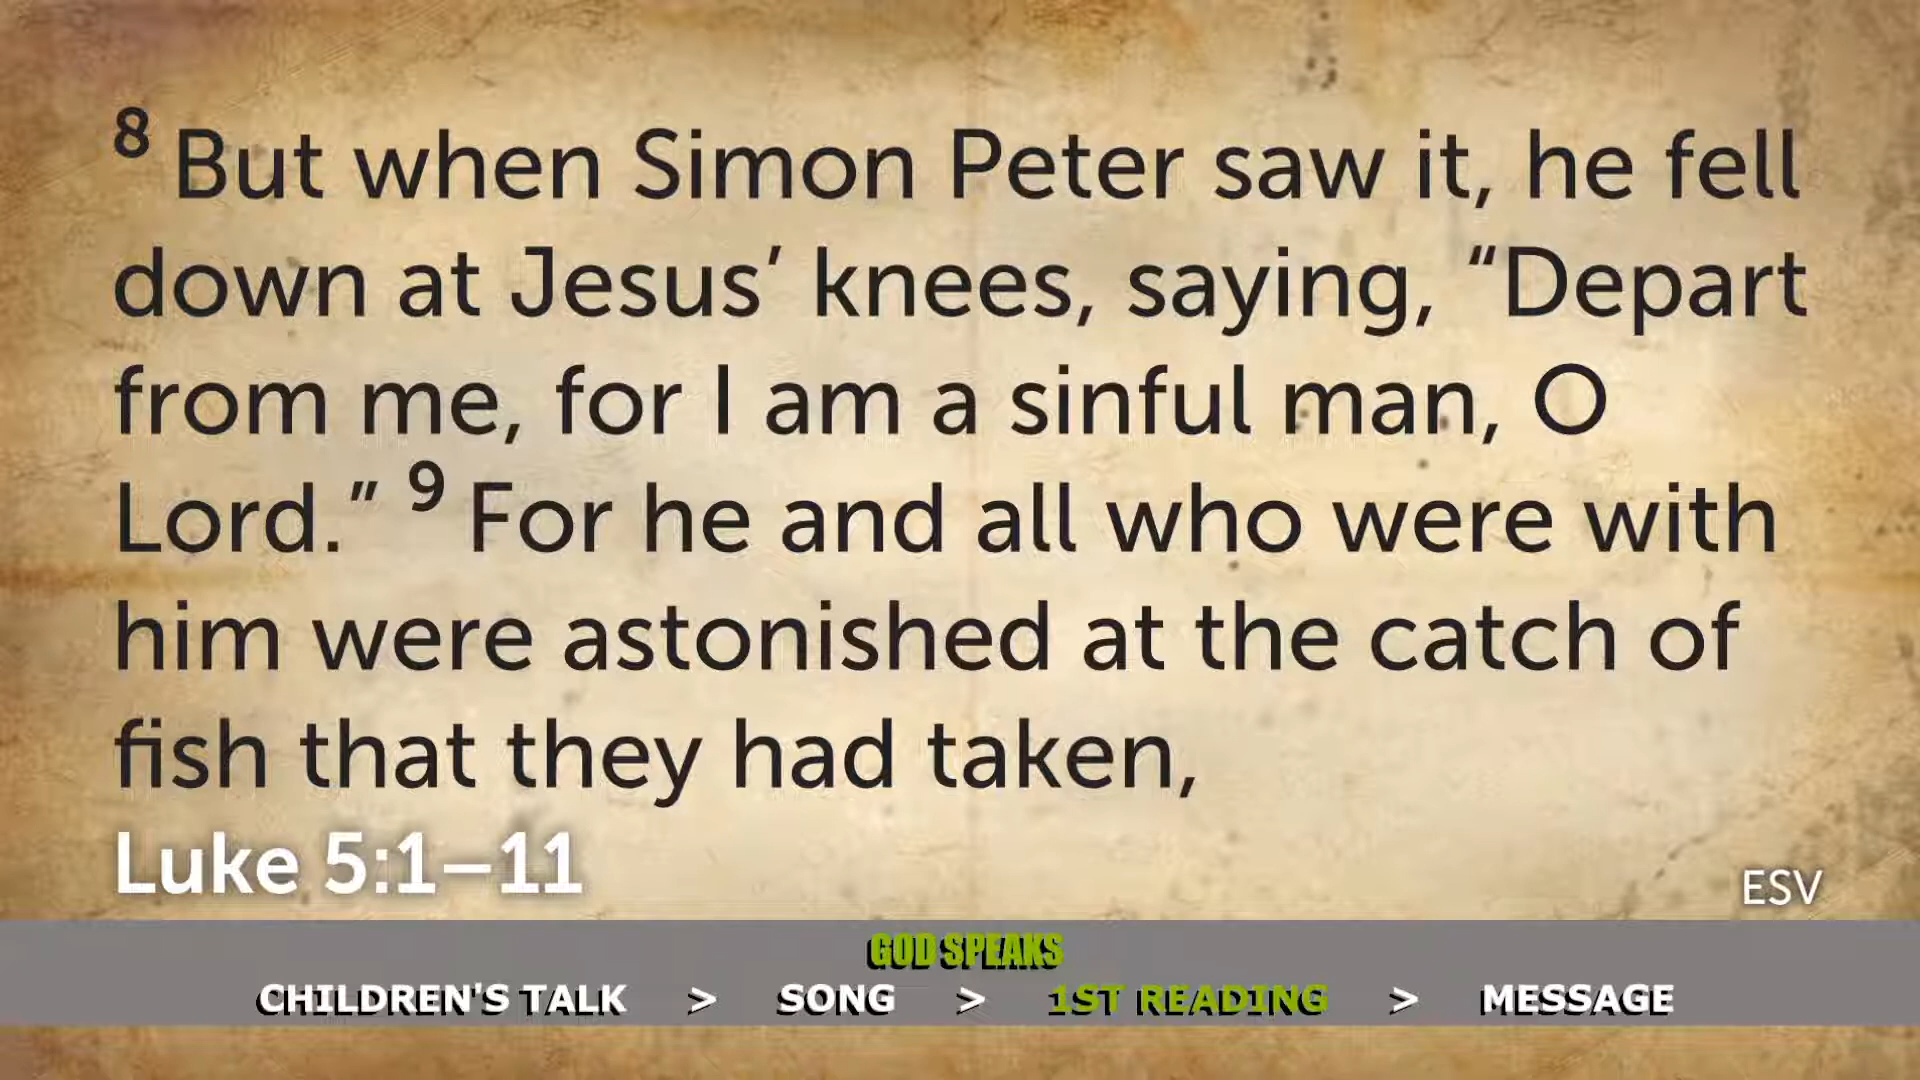 8 But when Simon Peter saw it, he fell
down at Jesus’ knees, saying, “Depart
from me, for I am a sinful man, O
Lord.” 9 For he and all who were with
him were astonished at the catch of
fish that they had taken,
Luke 5:1–11
ESV
GOD SPEAKS
CHILDREN'S TALK > SONG > 1ST READING > MESSAGE